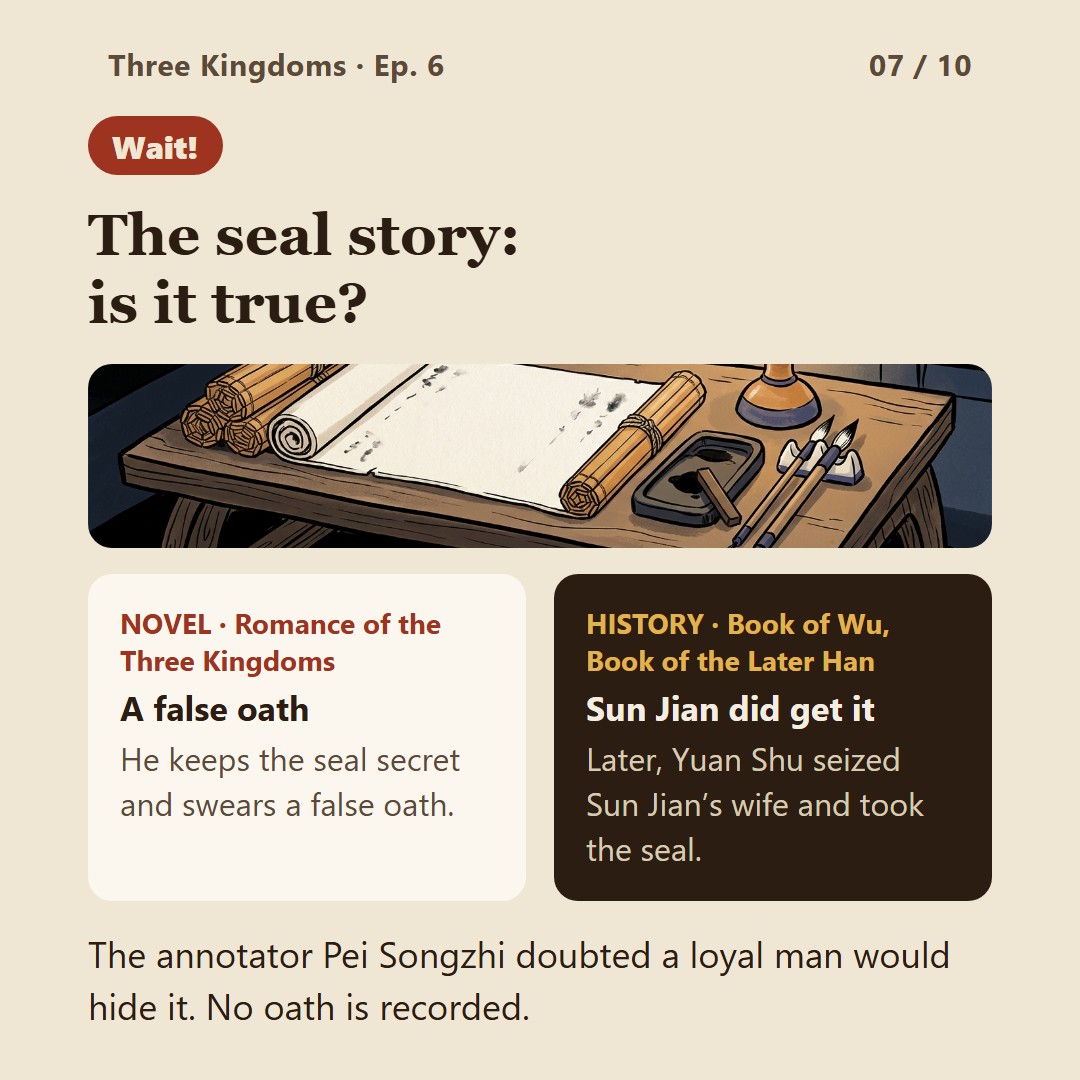 Three Kingdoms · Ep. 6
07 / 10
Wait!
The seal story:
is it true?
NOVEL · Romance of the
Three Kingdoms
A false oath
He keeps the seal secret
and swears a false oath.
HISTORY · Book of Wu,
Book of the Later Han
Sun Jian did get it
Later, Yuan Shu seized
Sun Jian’s wife and took
the seal.
The annotator Pei Songzhi doubted a loyal man would
hide it. No oath is recorded.